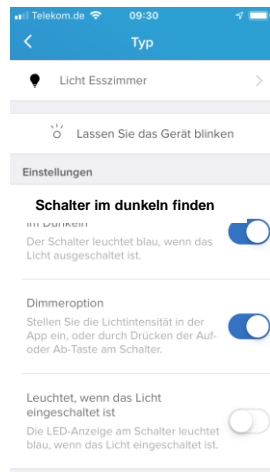 Telekom.de 09:30
Typ
Licht Esszimmer
Lassen Sie das Gerät blinken
Einstellungen
Schalter im dunkeln finden
im Dunkeln
Der Schalter leuchtet blau, wenn das
Licht ausgeschaltet ist.
Dimmeroption
Stellen Sie die Lichtintensität in der
App ein, oder durch Drücken der Auf-
oder Ab-Taste am Schalter.
Leuchtet, wenn das Licht
eingeschaltet ist
Die LED-Anzeige am Schalter leuchtet
blau, wenn das Licht eingeschaltet ist.